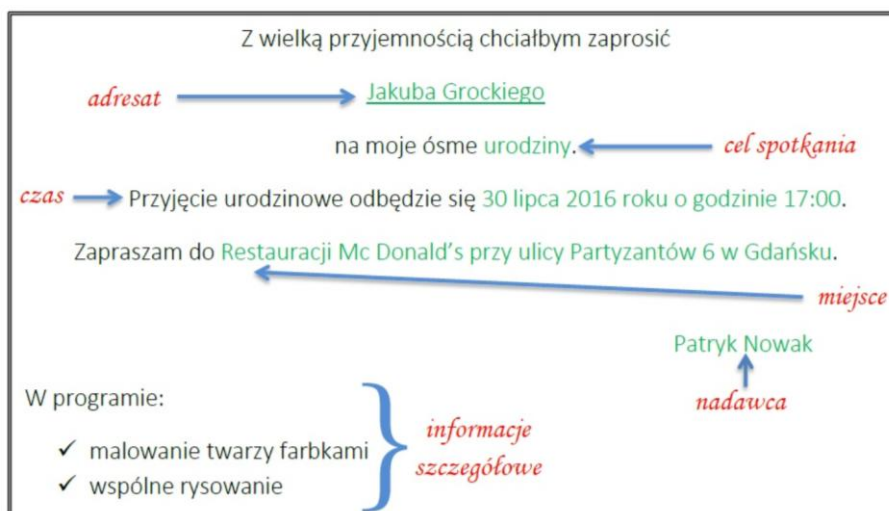 Z wielką przyjemnością chciałbym zaprosić
adresat Jakuba Grockiego
na moje ósme urodziny. cel spotkania
czas Przyjęcie urodzinowe odbędzie się 30 lipca 2016 roku o godzinie 17:00.
Zapraszam do Restauracji Mc Donald's przy ulicy Partyzantów 6 w Gdańsku.
miejsce
Patryk Nowak
nadawca
W programie:
✓ malowanie twarzy farbkami
✓ wspólne rysowanie
informacje
szczegółowe